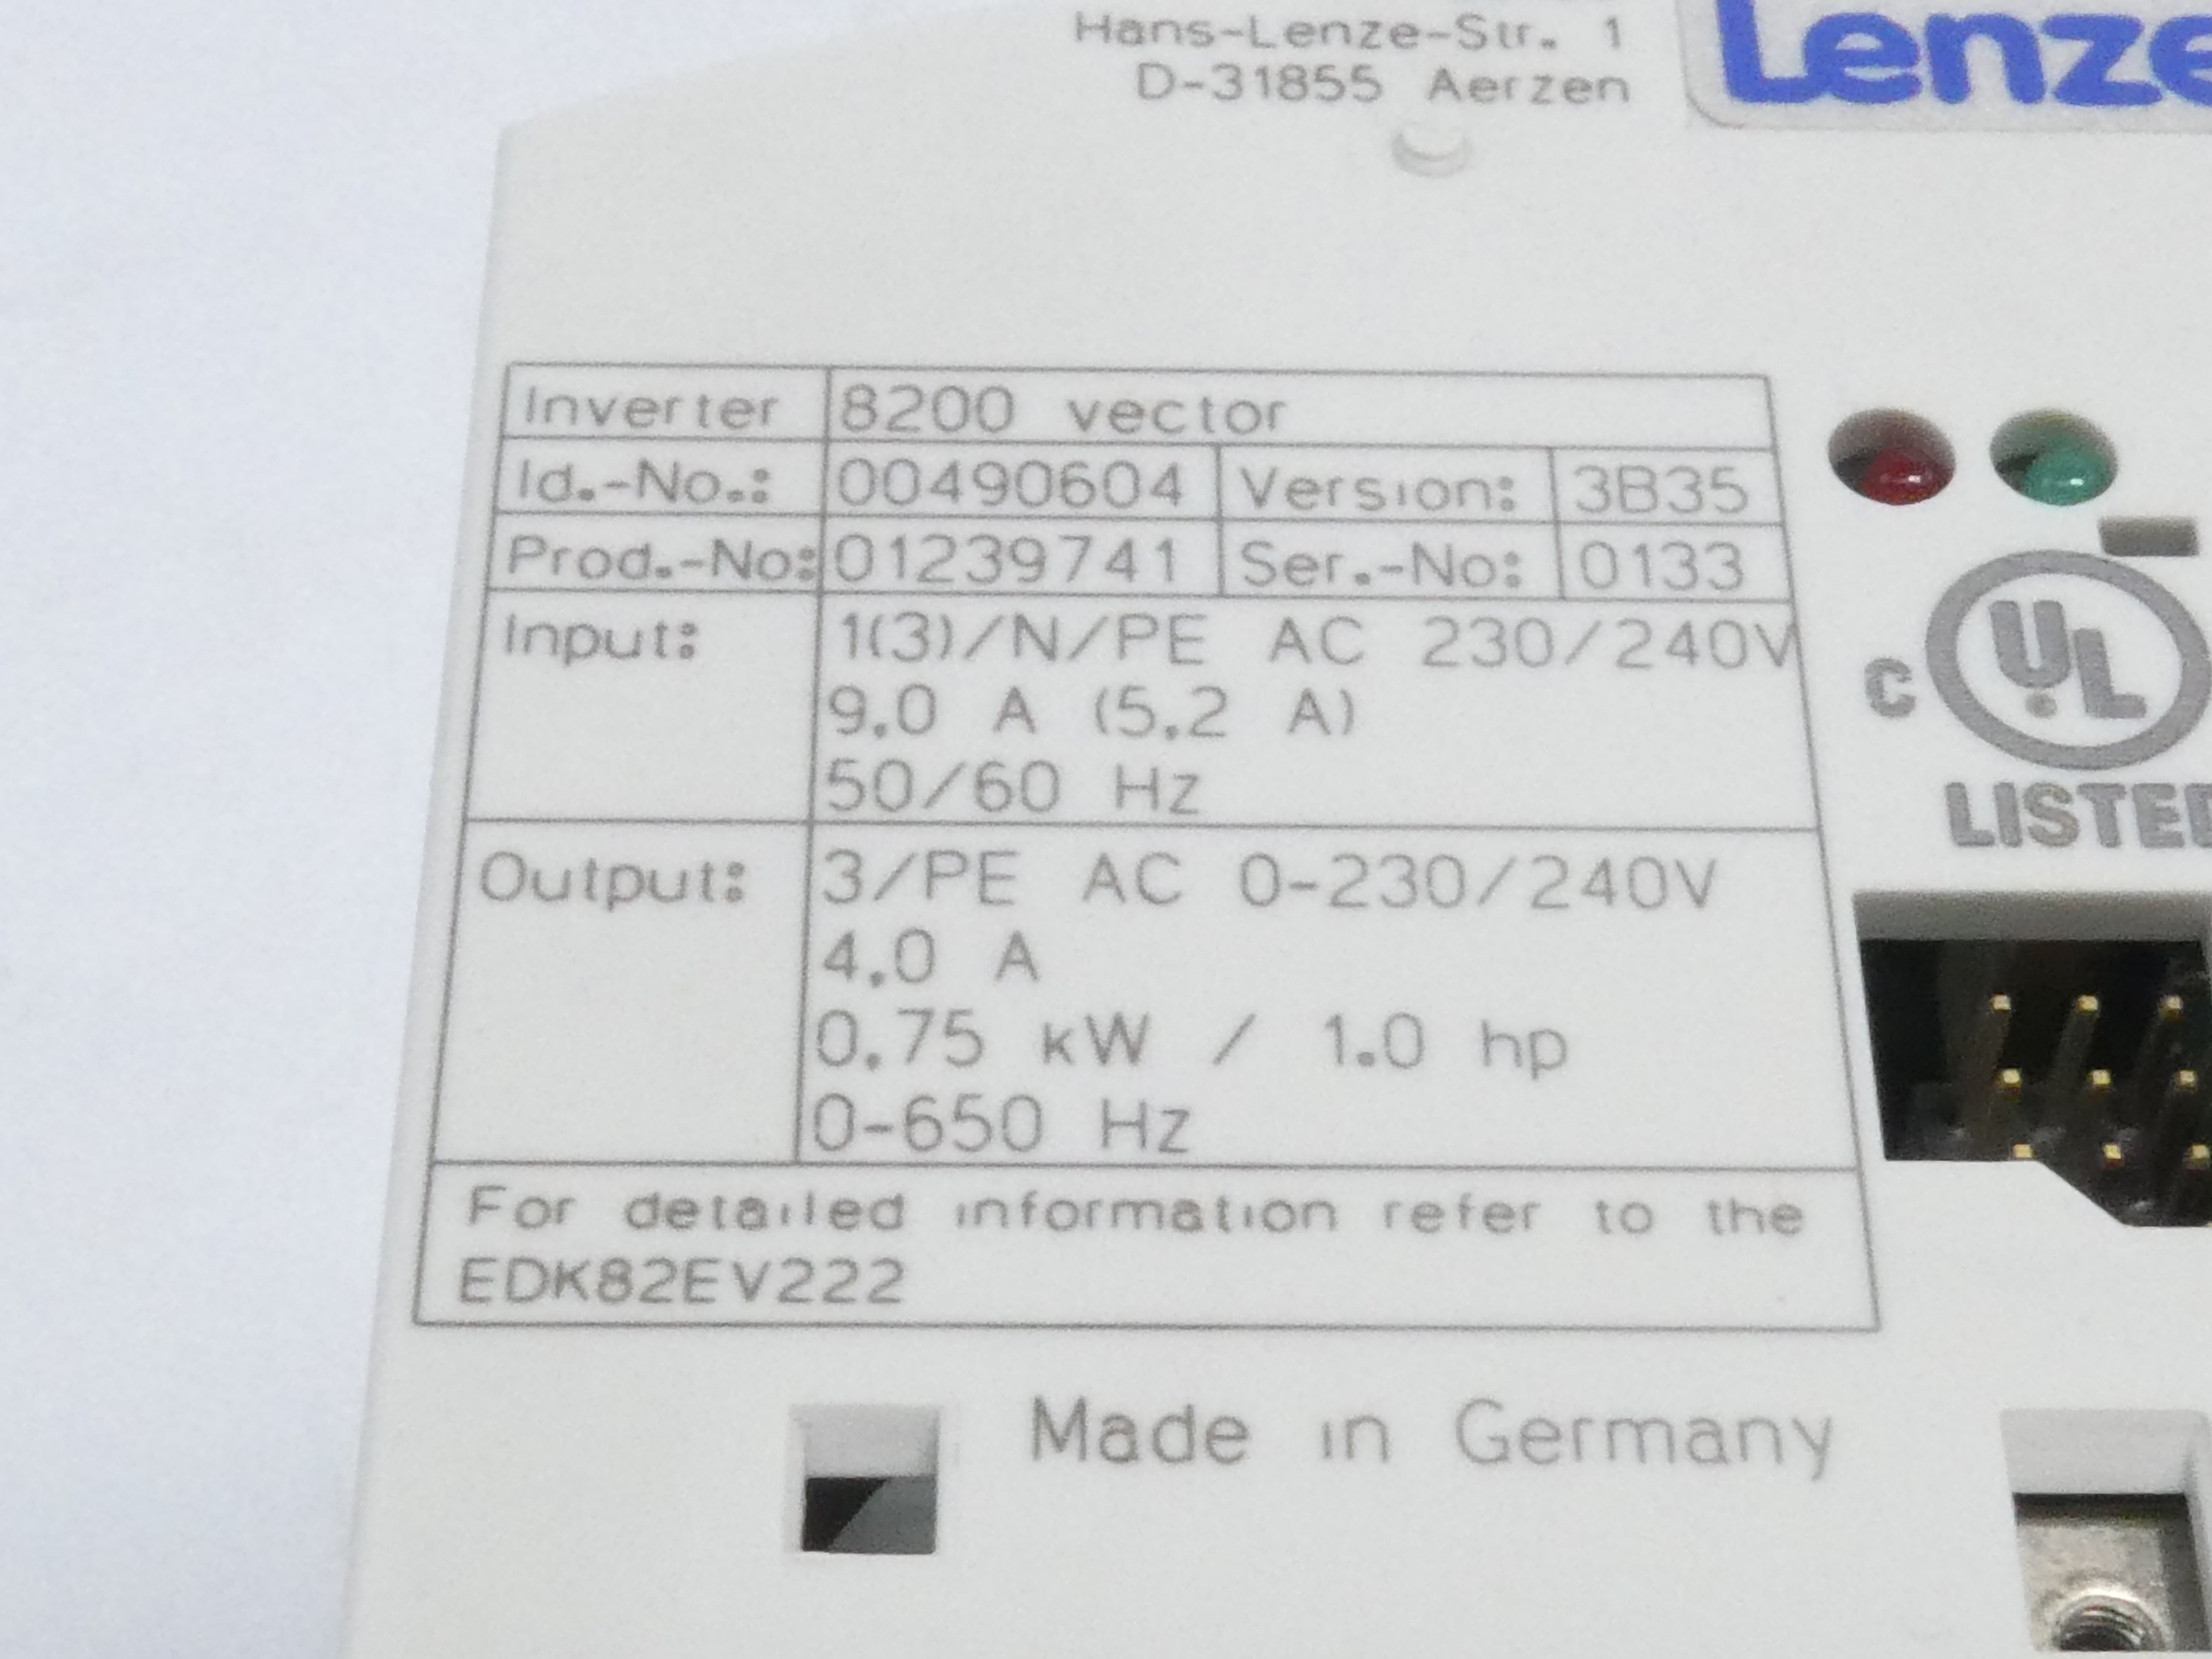 Hans-Lenze-Str. 1
D-31855 Aerzen
Lenze
Inverter 8200 vector
Id.-No.: 00490604 Version: 3B35
Prod.-No: 01239741 Ser.-No: 0133
Input: 1(3)/N/PE AC 230/240V
9.0 A (5.2 A)
50/60 Hz
Output: 3/PE AC 0-230/240V
4.0 A
0.75 kW / 1.0 hp
0-650 Hz
For detailed information refer to the
EDK82EV222
C UL
LISTED
Made in Germany